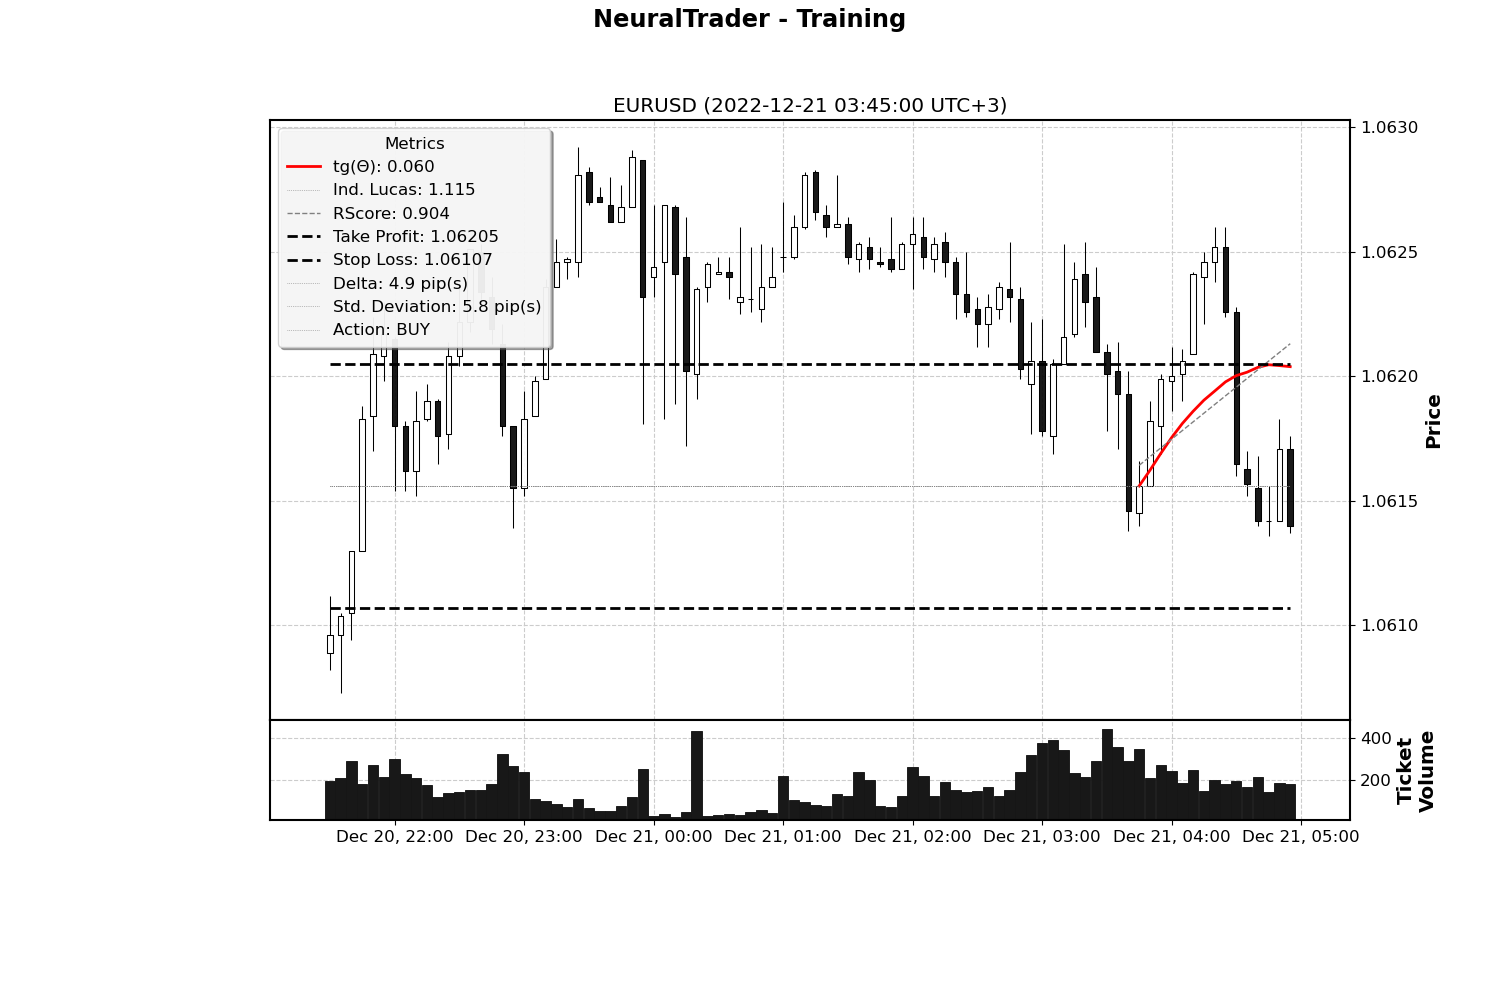 NeuralTrader - Training
EURUSD (2022-12-21 03:45:00 UTC+3)
Metrics
tg(Θ): 0.060
Ind. Lucas: 1.115
RScore: 0.904
Take Profit: 1.06205
Stop Loss: 1.06107
Delta: 4.9 pip(s)
Std. Deviation: 5.8 pip(s)
Action: BUY
1.0630
1.0625
1.0620
1.0615
1.0610
Price
400
200
Ticket
Volume
Dec 20, 22:00
Dec 20, 23:00
Dec 21, 00:00
Dec 21, 01:00
Dec 21, 02:00
Dec 21, 03:00
Dec 21, 04:00
Dec 21, 05:00